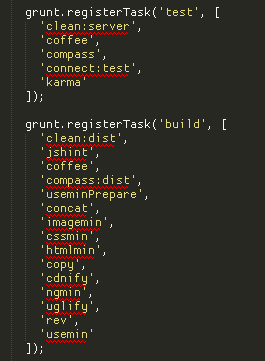 grunt.registerTask('test', [
'clean:server',
'coffee',
'compass',
'connect:test',
'karma'
]);
grunt.registerTask('build', [
'clean:dist',
'jshint',
'coffee',
'compass:dist',
'useminPrepare',
'concat',
'imagemin',
'cssmin',
'htmlmin',
'copy',
'cdnify',
'ngmin',
'uglify',
'rev',
'usemin'
]);